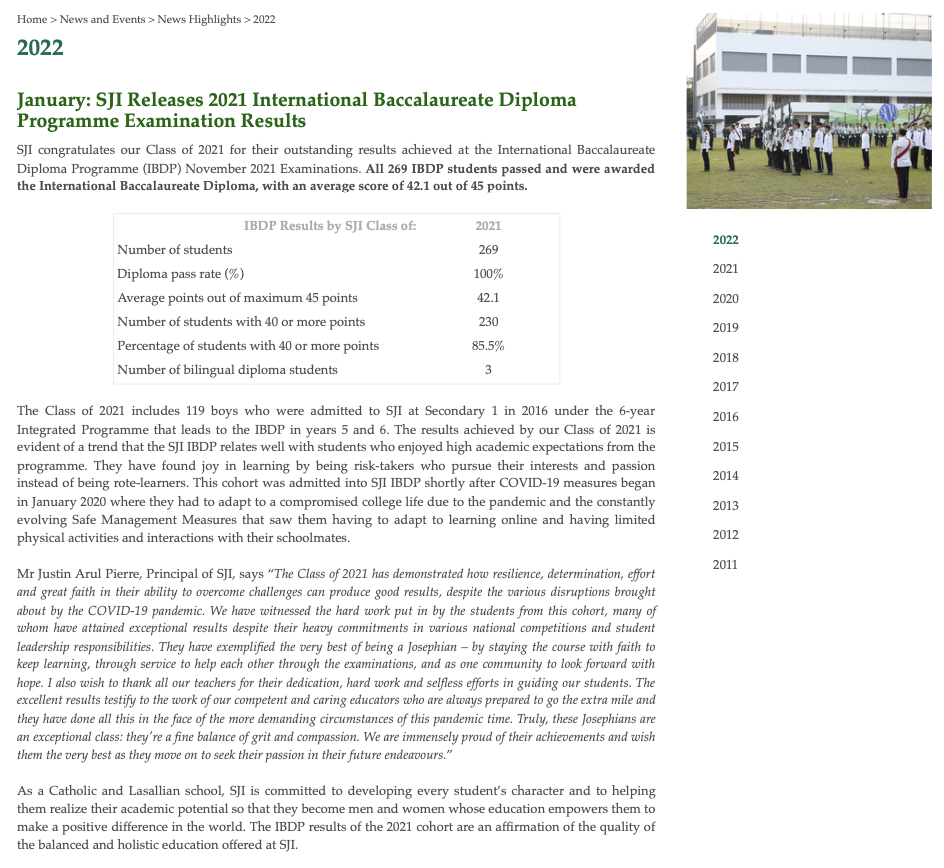 Home > News and Events > News Highlights > 2022
2022
January: SJI Releases 2021 International Baccalaureate Diploma
Programme Examination Results
SJI congratulates our Class of 2021 for their outstanding results achieved at the International Baccalaureate
Diploma Programme (IBDP) November 2021 Examinations. All 269 IBDP students passed and were awarded
the International Baccalaureate Diploma, with an average score of 42.1 out of 45 points.
IBDP Results by SJI Class of: 2021
Number of students 269
Diploma pass rate (%) 100%
Average points out of maximum 45 points 42.1
Number of students with 40 or more points 230
Percentage of students with 40 or more points 85.5%
Number of bilingual diploma students 3
The Class of 2021 includes 119 boys who were admitted to SJI at Secondary 1 in 2016 under the 6-year
Integrated Programme that leads to the IBDP in years 5 and 6. The results achieved by our Class of 2021 is
evident of a trend that the SJI IBDP relates well with students who enjoyed high academic expectations from the
programme. They have found joy in learning by being risk-takers who pursue their interests and passion
instead of being rote-learners. This cohort was admitted into SJI IBDP shortly after COVID-19 measures began
in January 2020 where they had to adapt to a compromised college life due to the pandemic and the constantly
evolving Safe Management Measures that saw them having to adapt to learning online and having limited
physical activities and interactions with their schoolmates.
Mr Justin Arul Pierre, Principal of SJI, says “The Class of 2021 has demonstrated how resilience, determination, effort
and great faith in their ability to overcome challenges can produce good results, despite the various disruptions brought
about by the COVID-19 pandemic. We have witnessed the hard work put in by the students from this cohort, many of
whom have attained exceptional results despite their heavy commitments in various national competitions and student
leadership responsibilities. They have exemplified the very best of being a Josephian – by staying the course with faith to
keep learning, through service to help each other through the examinations, and as one community to look forward with
hope. I also wish to thank all our teachers for their dedication, hard work and selfless efforts in guiding our students. The
excellent results testify to the work of our competent and caring educators who are always prepared to go the extra mile and
they have done all this in the face of the more demanding circumstances of this pandemic time. Truly, these Josephians are
an exceptional class: they’re a fine balance of grit and compassion. We are immensely proud of their achievements and wish
them the very best as they move on to seek their passion in their future endeavours.”
As a Catholic and Lasallian school, SJI is committed to developing every student’s character and to helping
them realize their academic potential so that they become men and women whose education empowers them to
make a positive difference in the world. The IBDP results of the 2021 cohort are an affirmation of the quality of
the balanced and holistic education offered at SJI.
2022
2021
2020
2019
2018
2017
2016
2015
2014
2013
2012
2011